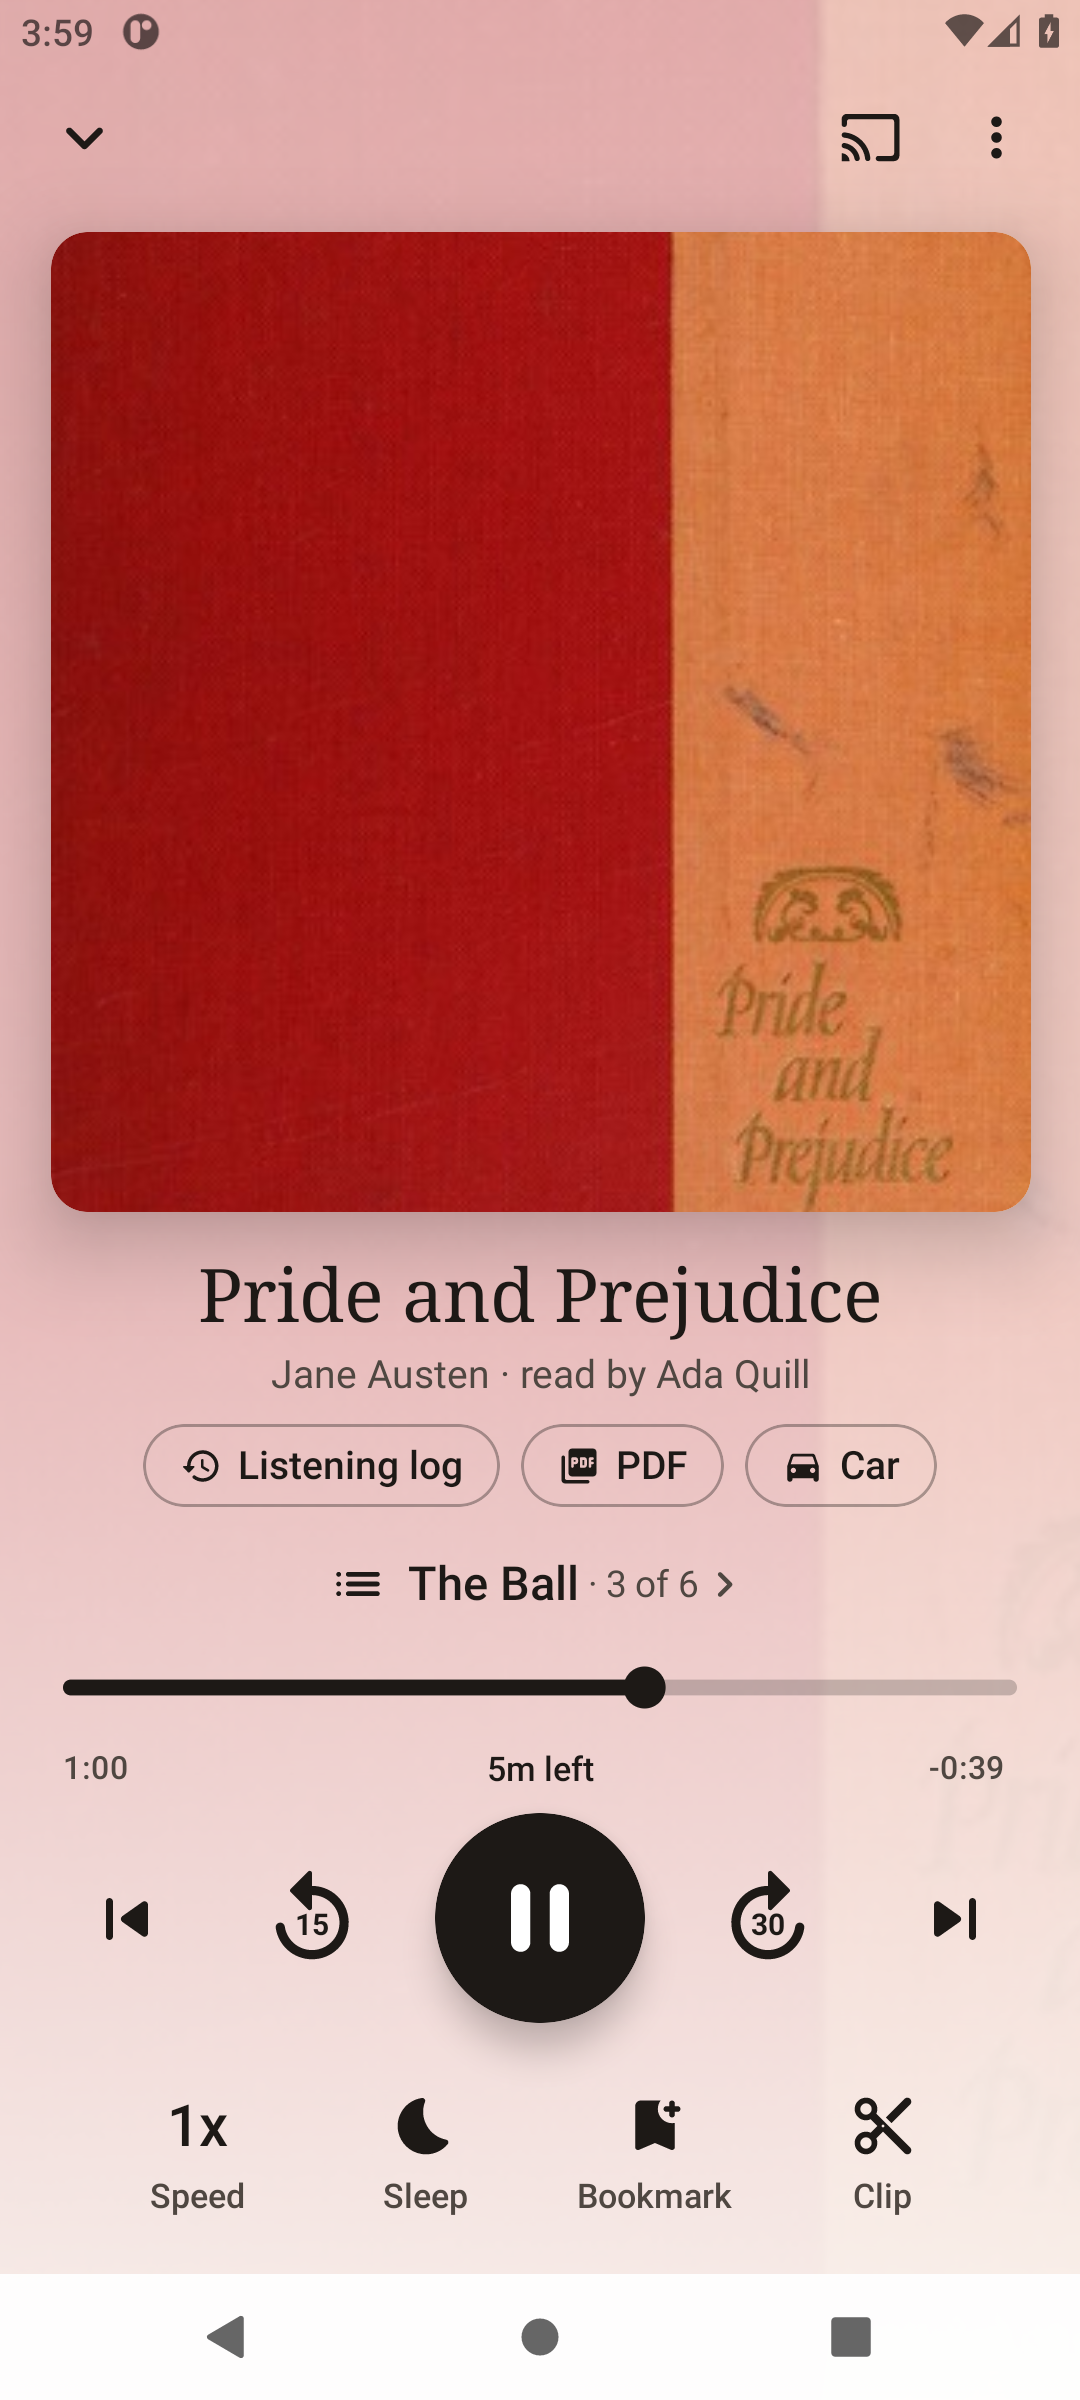 3:59
Pride
and
Prejudice
Pride and Prejudice
Jane Austen · read by Ada Quill
Listening log
PDF
PDF
Car
The Ball · 3 of 6
1:00
5m left
-0:39
15
30
1x
Speed
Sleep
Bookmark
Clip